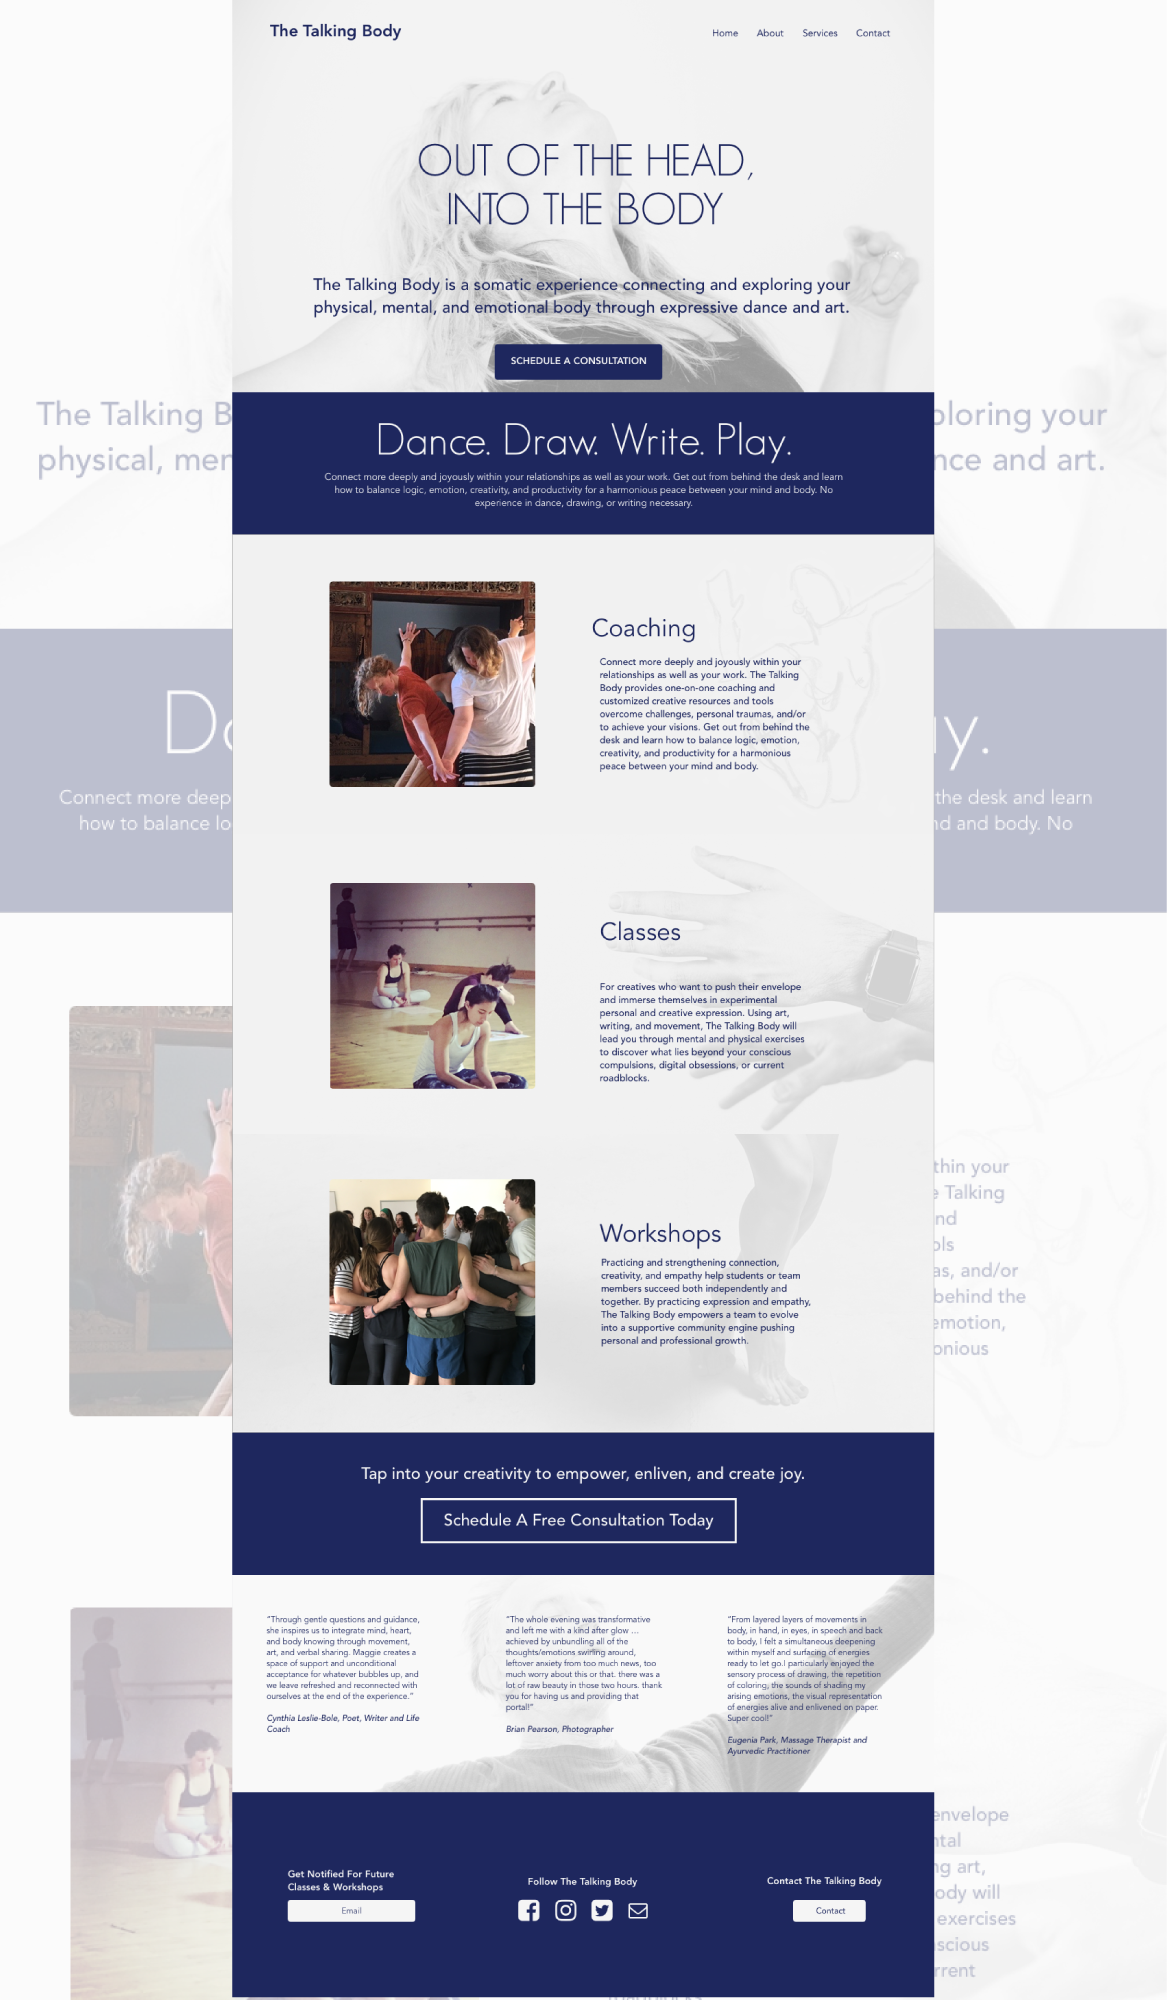 The Talking Body
Home About Services Contact
OUT OF THE HEAD,
INTO THE BODY
The Talking Body is a somatic experience connecting and exploring your
physical, mental, and emotional body through expressive dance and art.
SCHEDULE A CONSULTATION
Dance. Draw. Write. Play.
Connect more deeply and joyously within your relationships as well as your work. Get out from behind the desk and learn
how to balance logic, emotion, creativity, and productivity for a harmonious peace between your mind and body. No
experience in dance, drawing, or writing necessary.
Coaching
Connect more deeply and joyously within your
relationships as well as your work. The Talking
Body provides one-on-one coaching and
customized creative resources and tools
overcome challenges, personal traumas, and/or
to achieve your visions. Get out from behind the
desk and learn how to balance logic, emotion,
creativity, and productivity for a harmonious
peace between your mind and body.
Classes
For creatives who want to push their envelope
and immerse themselves in experimental
personal and creative expression. Using art,
writing, and movement, The Talking Body will
lead you through mental and physical exercises
to discover what lies beyond your conscious
compulsions, digital obsessions, or current
roadblocks.
Workshops
Practicing and strengthening connection,
creativity, and empathy help students or team
members succeed both independently and
together. By practicing expression and empathy,
The Talking Body empowers a team to evolve
into a supportive community engine pushing
personal and professional growth.
Tap into your creativity to empower, enliven, and create joy.
Schedule A Free Consultation Today
"Through gentle questions and guidance,
she inspires us to integrate mind, heart,
and body knowing through movement,
art, and verbal sharing. Maggie creates a
space of support and unconditional
acceptance for whatever bubbles up, and
we leave refreshed and reconnected with
ourselves at the end of the experience."
Cynthia Leslie-Bole, Poet, Writer and Life
Coach
"The whole evening was transformative
and left me with a kind after glow ...
achieved by unbundling all of the
thoughts/emotions swirling around,
leftover anxiety from too much news, too
much worry about this or that. there was a
lot of raw beauty in those two hours. thank
you for having us and providing that
portal!"
Brian Pearson, Photographer
"From layered layers of movements in
body, in hand, in eyes, in speech and back
to body, I felt a simultaneous deepening
within myself and surfacing of energies
ready to let go.I particularly enjoyed the
sensory process of drawing, the repetition
of coloring, the sounds of shading my
arising emotions, the visual representation
of energies alive and enlivened on paper.
Super cool!"
Eugenia Park, Massage Therapist and
Ayurvedic Practitioner
Get Notified For Future
Classes & Workshops
Email
Follow The Talking Body
Contact The Talking Body
Contact